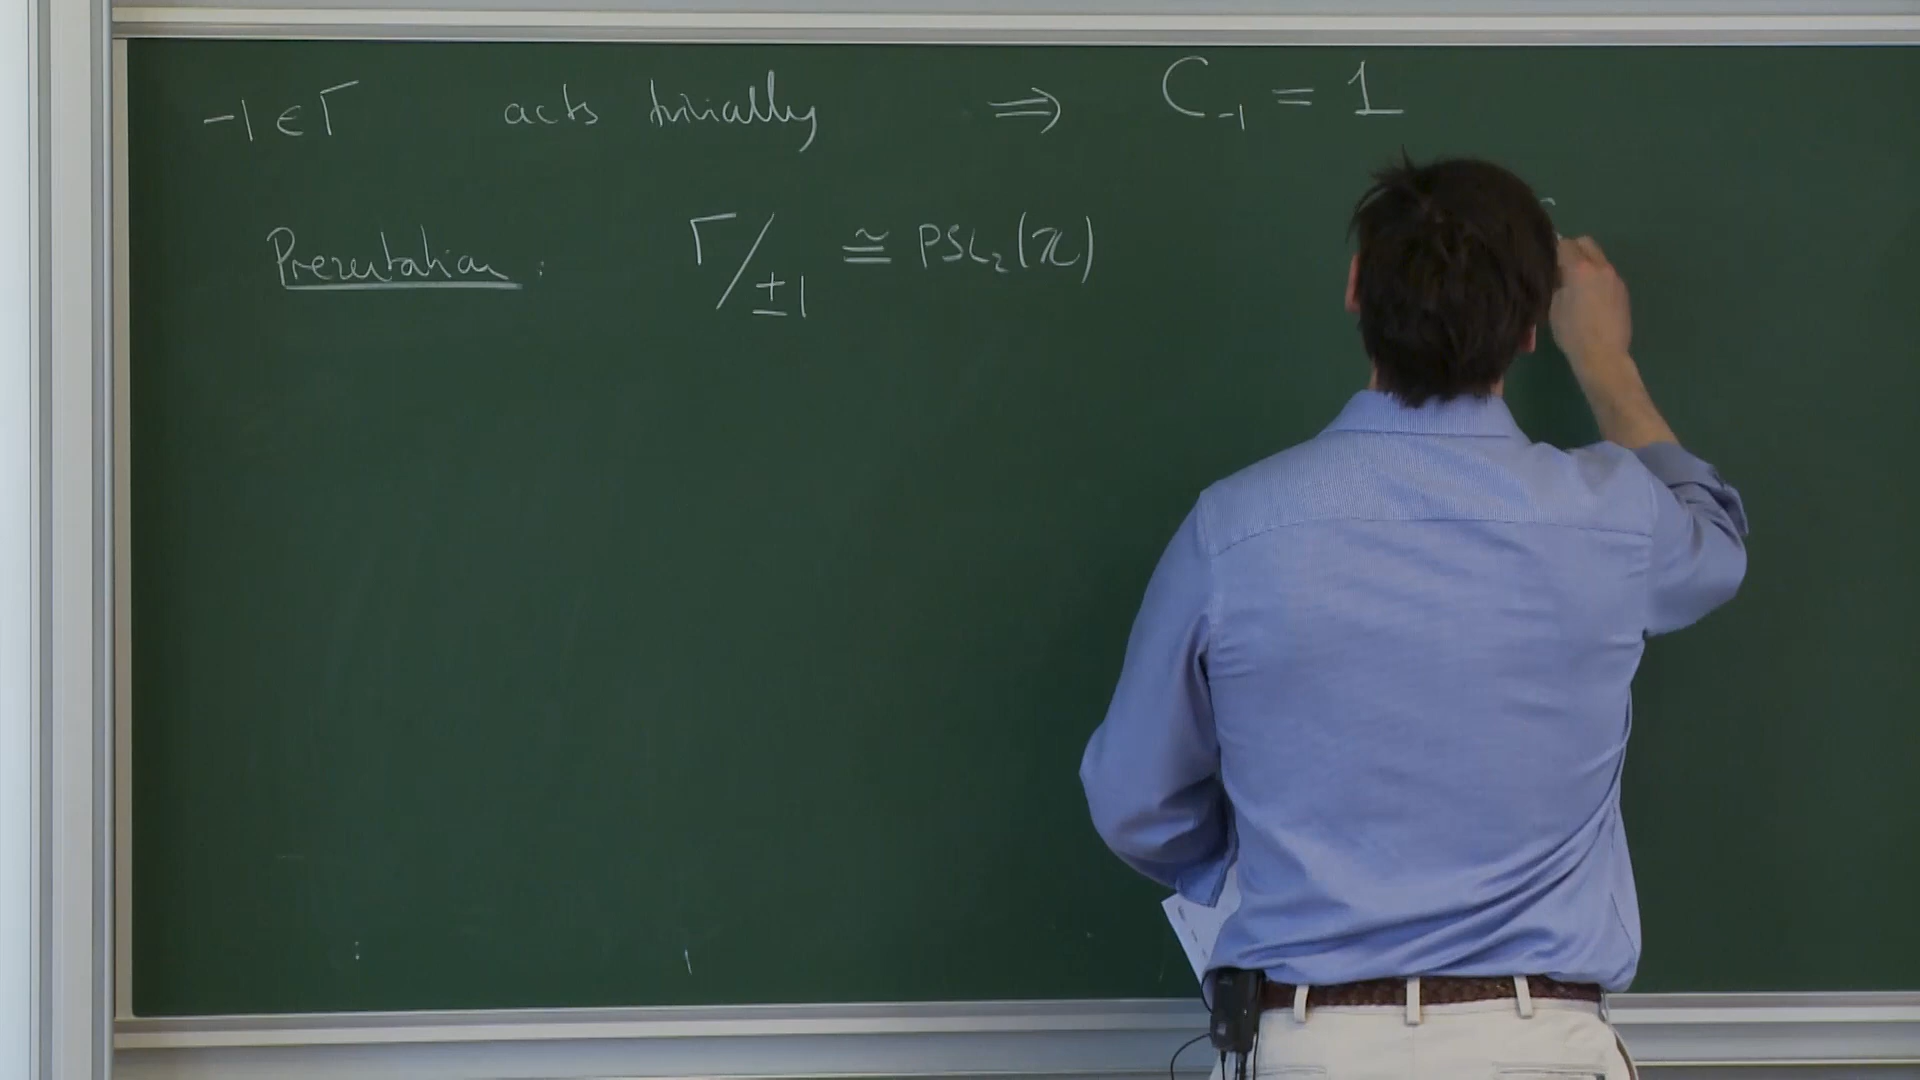 -1 ∈ Γ acts trivially ⇒ C₋₁ = 1
Presentation: Γ/±1 ≅ PSL₂(ℤ)